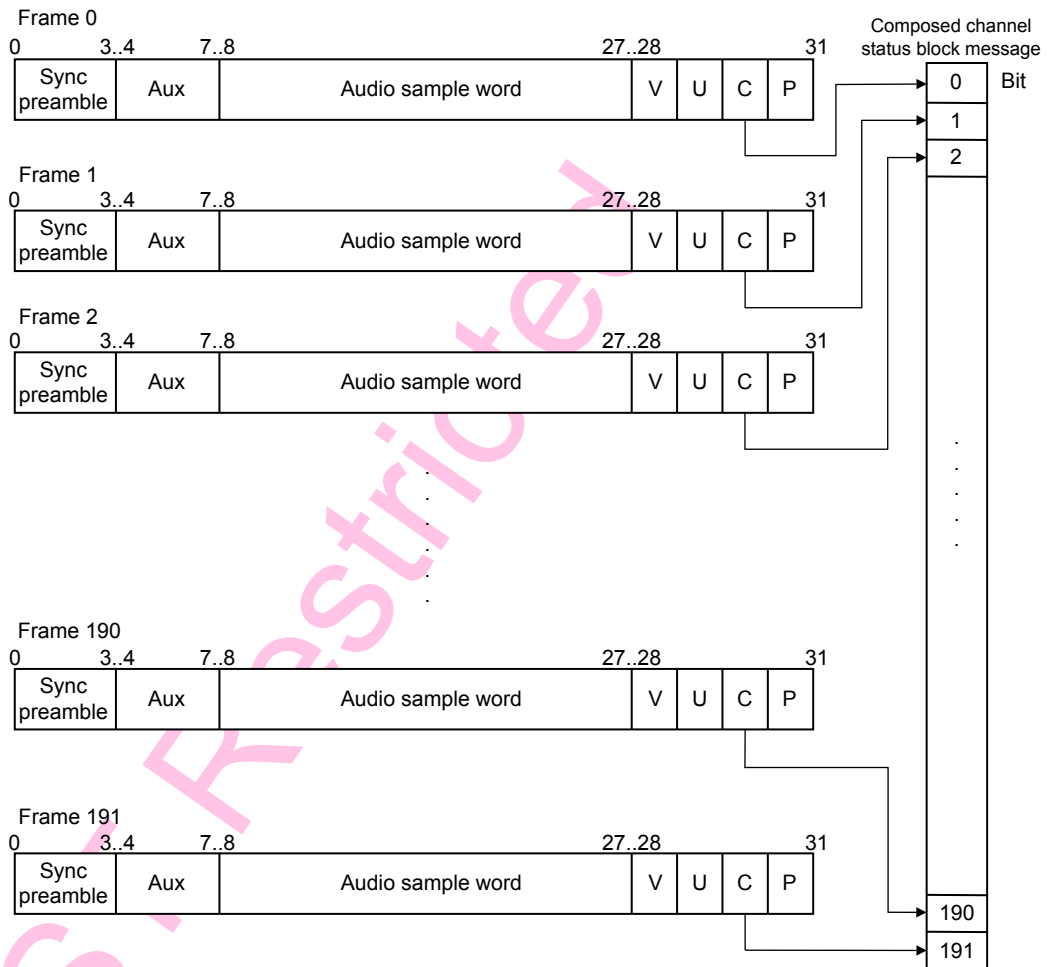 Frame 0
Composed channel
status block message
0 3..4 7..8 27..28 31
Sync preamble Aux Audio sample word V U C P
0 Bit
1
2
Frame 1
0 3..4 7..8 27..28 31
Sync preamble Aux Audio sample word V U C P
Frame 2
0 3..4 7..8 27..28 31
Sync preamble Aux Audio sample word V U C P
Frame 190
0 3..4 7..8 27..28 31
Sync preamble Aux Audio sample word V U C P
Frame 191
0 3..4 7..8 27..28 31
Sync preamble Aux Audio sample word V U C P
190
191
Restricted